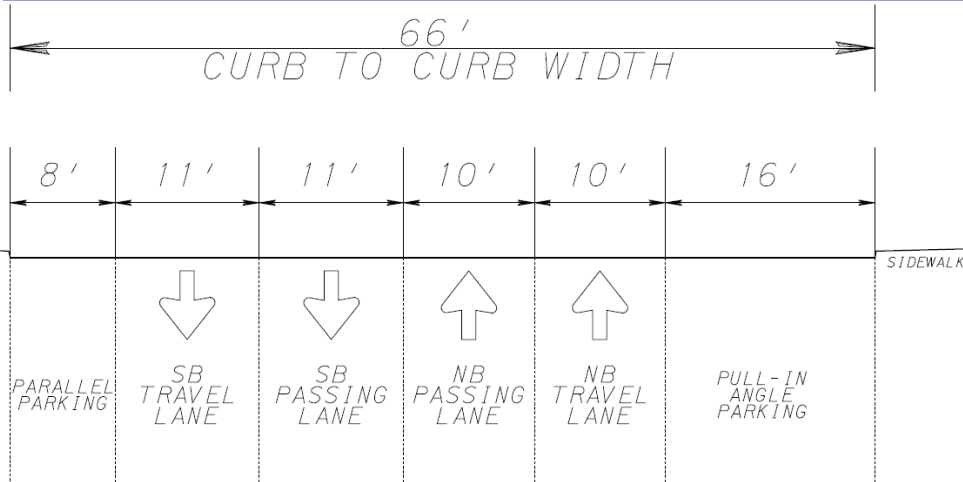 66'
CURB TO CURB WIDTH
8'
11'
11'
10'
10'
16'
SIDEWALK
PARALLEL
PARKING
SB
TRAVEL
LANE
SB
PASSING
LANE
NB
PASSING
LANE
NB
TRAVEL
LANE
PULL-IN
ANGLE
PARKING